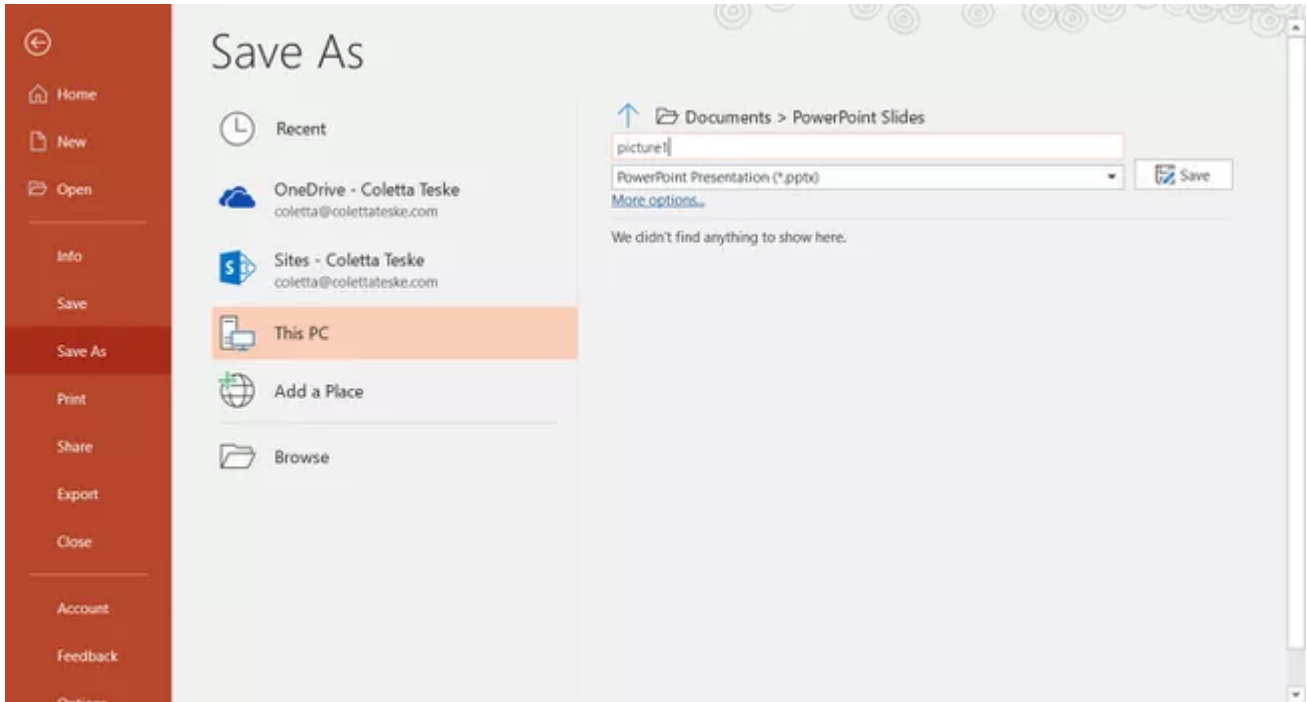 Save As
Home
New
Open
Info
Save
Save As
Print
Share
Export
Close
Account
Feedback
Options
Recent
OneDrive - Coletta Teske
coletta@colettateske.com
Sites - Coletta Teske
coletta@colettateske.com
This PC
Add a Place
Browse
Documents > PowerPoint Slides
picture1
PowerPoint Presentation (*.pptx)
Save
More options...
We didn't find anything to show here.